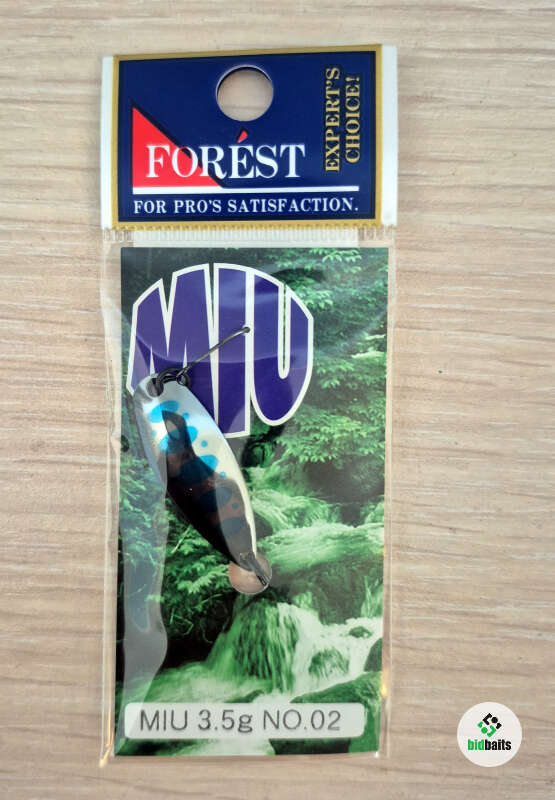 EXPERT'S
CHOICE!
FORÉST
FOR PRO'S SATISFACTION.
MIU
MIU 3.5g NO.02
bidbaits